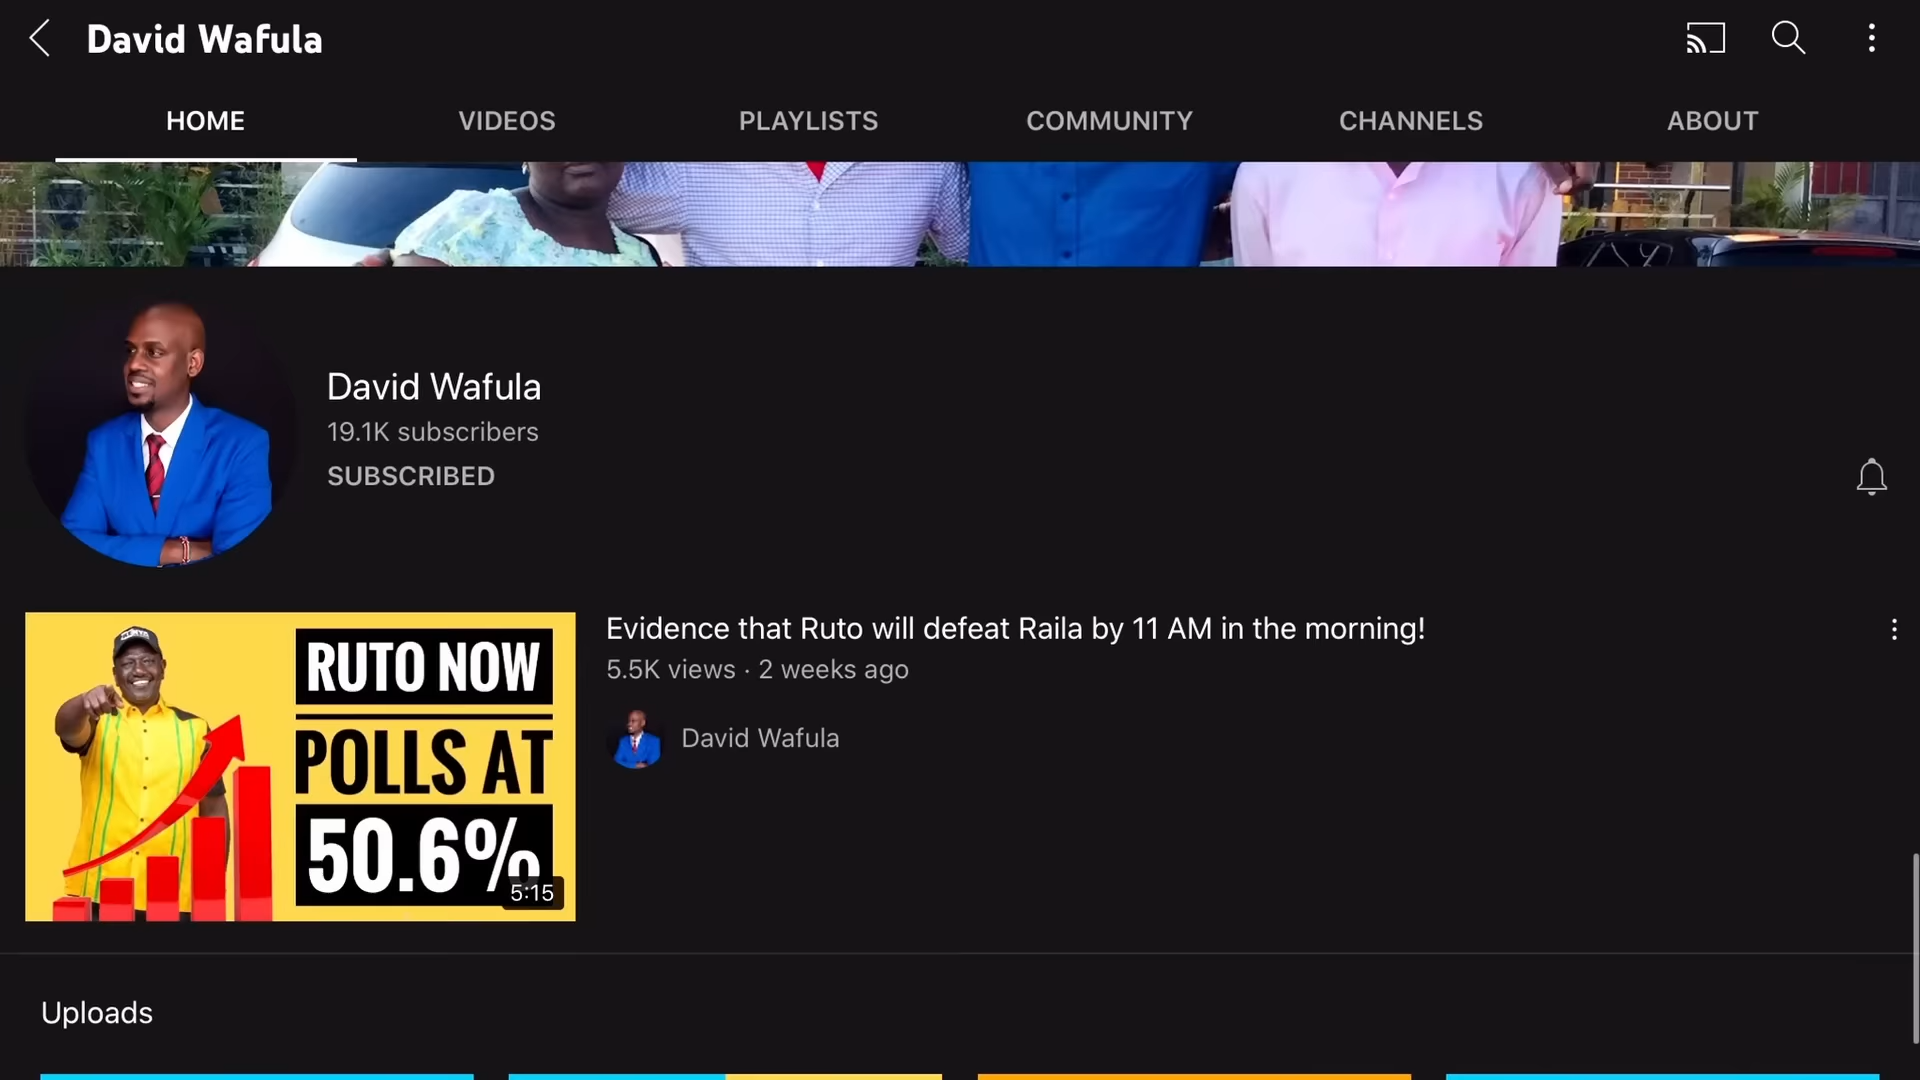 David Wafula
HOME VIDEOS PLAYLISTS COMMUNITY CHANNELS ABOUT
David Wafula
19.1K subscribers
SUBSCRIBED
RUTO NOW
POLLS AT
50.6%
5:15
Evidence that Ruto will defeat Raila by 11 AM in the morning!
5.5K views · 2 weeks ago
David Wafula
Uploads